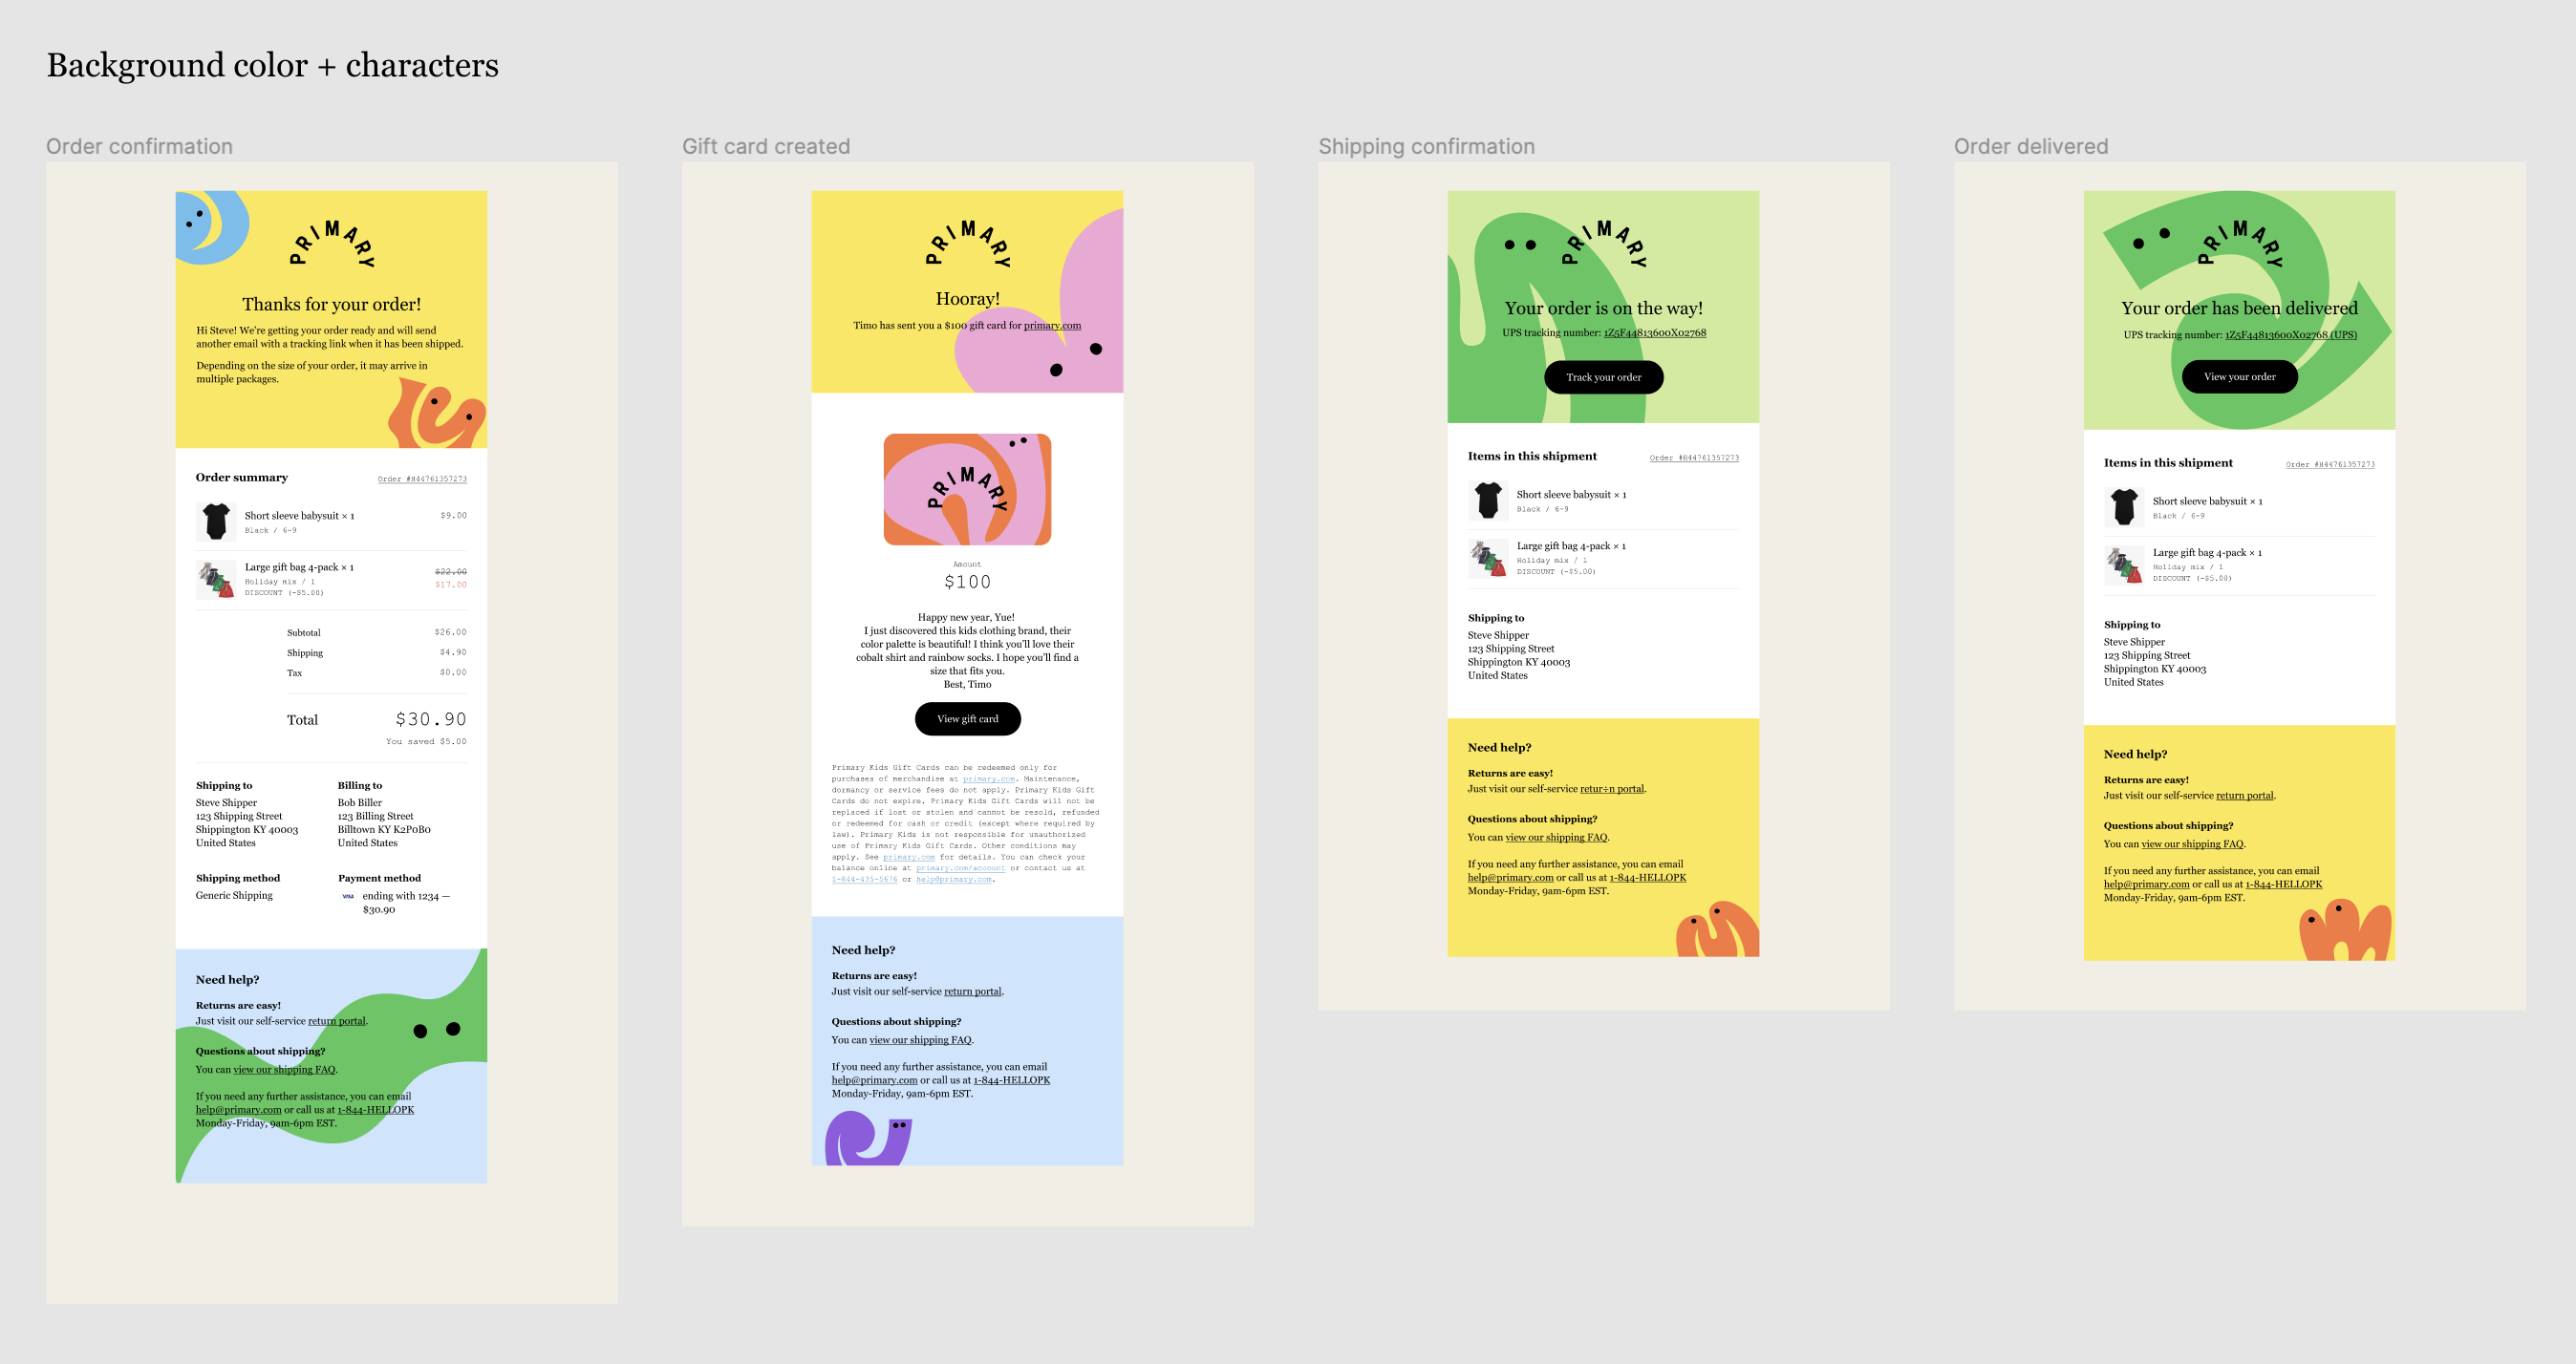 Background color + characters
Order confirmation
PRIMARY
Thanks for your order!
Hi Steve! We're getting your order ready and will send
another email with a tracking link when it has been shipped.
Depending on the size of your order, it may arrive in
multiple packages.
Order summary
Order #H44761357273
Short sleeve babysuit × 1
$9.00
Black / 6-9
Large gift bag 4-pack × 1
$22.00
Holiday mix / 1
$17.00
DISCOUNT (-$5.00)
Subtotal
$26.00
Shipping
$4.90
Tax
$0.00
Total
$30.90
You saved $5.00
Shipping to
Steve Shipper
123 Shipping Street
Shippington KY 40003
United States
Billing to
Bob Biller
123 Billing Street
Billtown KY K2P0B0
United States
Shipping method
Generic Shipping
Payment method
VISA
ending with 1234 —
$30.90
Need help?
Returns are easy!
Just visit our self-service return portal.
Questions about shipping?
You can view our shipping FAQ.
If you need any further assistance, you can email
help@primary.com or call us at 1-844-HELLOPK
Monday-Friday, 9am-6pm EST.
Gift card created
PRIMARY
Hooray!
Timo has sent you a $100 gift card for primary.com
PRIMARY
Amount
$100
Happy new year, Yue!
I just discovered this kids clothing brand, their
color palette is beautiful! I think you'll love their
cobalt shirt and rainbow socks. I hope you'll find a
size that fits you.
Best, Timo
View gift card
Primary Kids Gift Cards can be redeemed only for
purchases of merchandise at primary.com. Maintenance,
dormancy or service fees do not apply. Primary Kids Gift
Cards do not expire. Primary Kids Gift Cards will not be
replaced if lost or stolen and cannot be resold, refunded
or redeemed for cash or credit (except where required by
law). Primary Kids is not responsible for unauthorized
use of Primary Kids Gift Cards. Other conditions may
apply. See primary.com for details. You can check your
balance online at primary.com/account or contact us at
1-844-435-5676 or help@primary.com.
Need help?
Returns are easy!
Just visit our self-service return portal.
Questions about shipping?
You can view our shipping FAQ.
If you need any further assistance, you can email
help@primary.com or call us at 1-844-HELLOPK
Monday-Friday, 9am-6pm EST.
Shipping confirmation
PRIMARY
Your order is on the way!
UPS tracking number: 1Z5F44813600X02768
Track your order
Items in this shipment
Order #H44761357273
Short sleeve babysuit × 1
Black / 6-9
Large gift bag 4-pack × 1
Holiday mix / 1
DISCOUNT (-$5.00)
Shipping to
Steve Shipper
123 Shipping Street
Shippington KY 40003
United States
Need help?
Returns are easy!
Just visit our self-service retur÷n portal.
Questions about shipping?
You can view our shipping FAQ.
If you need any further assistance, you can email
help@primary.com or call us at 1-844-HELLOPK
Monday-Friday, 9am-6pm EST.
Order delivered
PRIMARY
Your order has been delivered
UPS tracking number: 1Z5F44813600X02768 (UPS)
View your order
Items in this shipment
Order #H44761357273
Short sleeve babysuit × 1
Black / 6-9
Large gift bag 4-pack × 1
Holiday mix / 1
DISCOUNT (-$5.00)
Shipping to
Steve Shipper
123 Shipping Street
Shippington KY 40003
United States
Need help?
Returns are easy!
Just visit our self-service return portal.
Questions about shipping?
You can view our shipping FAQ.
If you need any further assistance, you can email
help@primary.com or call us at 1-844-HELLOPK
Monday-Friday, 9am-6pm EST.